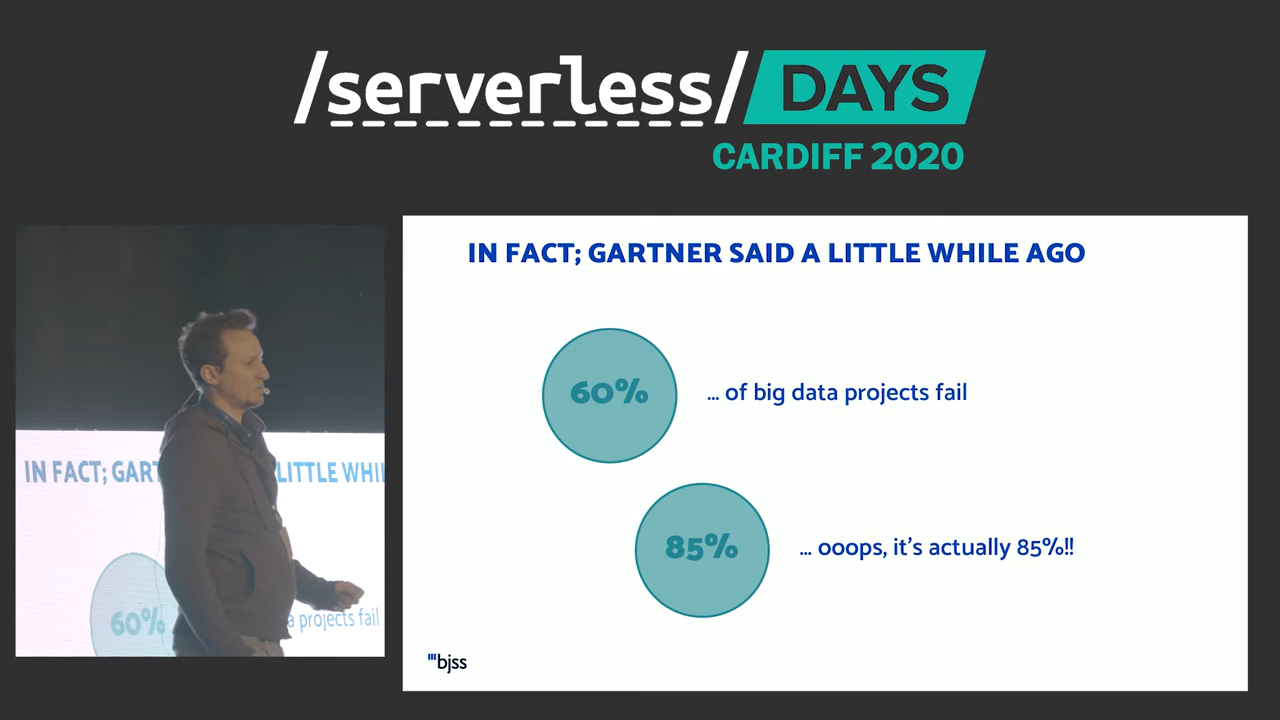 /serverless/ DAYS
CARDIFF 2020
IN FACT; GARTNER SAID A LITTLE WHILE AGO
60% ... of big data projects fail
85% ... ooops, it's actually 85%!!
bjss
IN FACT; GART LITTLE WHI
60% a projects fail